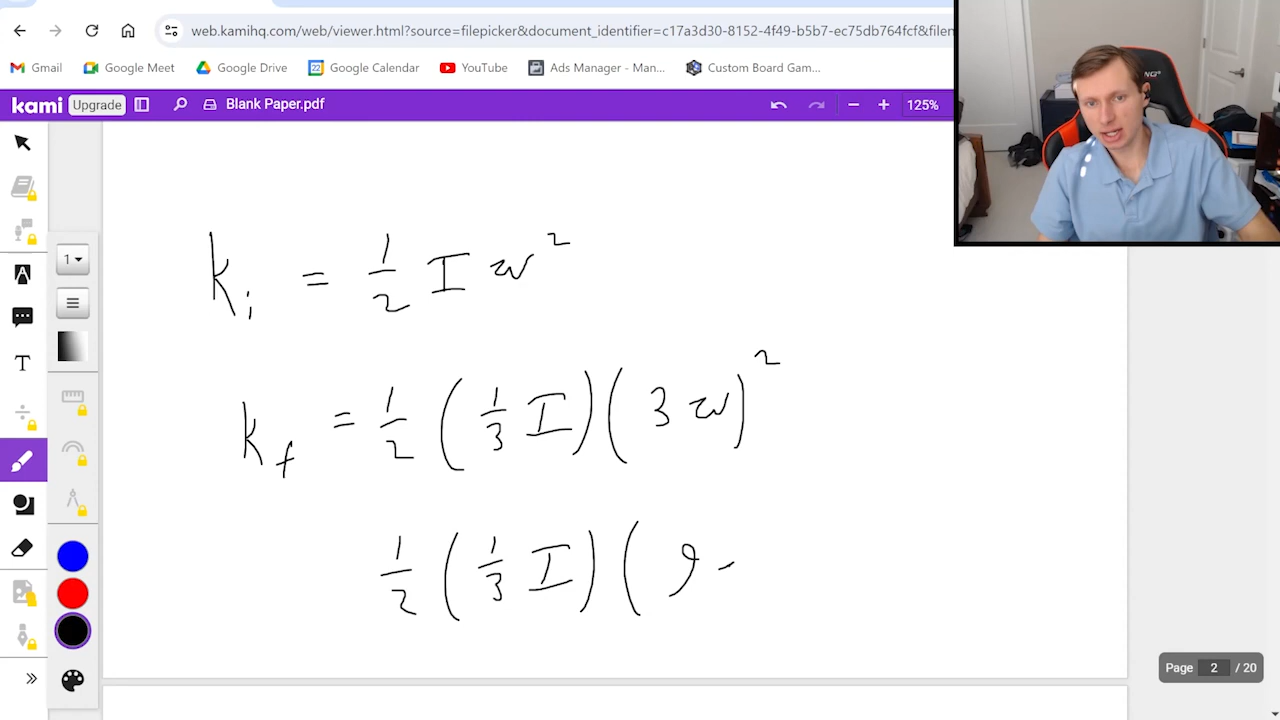 web.kamihq.com/web/viewer.html?source=filepicker&document_identifier=c17a3d30-8152-4f49-b5b7-ec75db764fcf&filen
Gmail Google Meet Google Drive 22 Google Calendar YouTube Ads Manager - Man... Custom Board Gam...
kami Upgrade Blank Paper.pdf 125%
1
K_i = 1/2 I w^2
K_f = 1/2 (1/3 I)(3 w)^2
1/2 (1/3 I)(9 -
A
T
Page 2 / 20